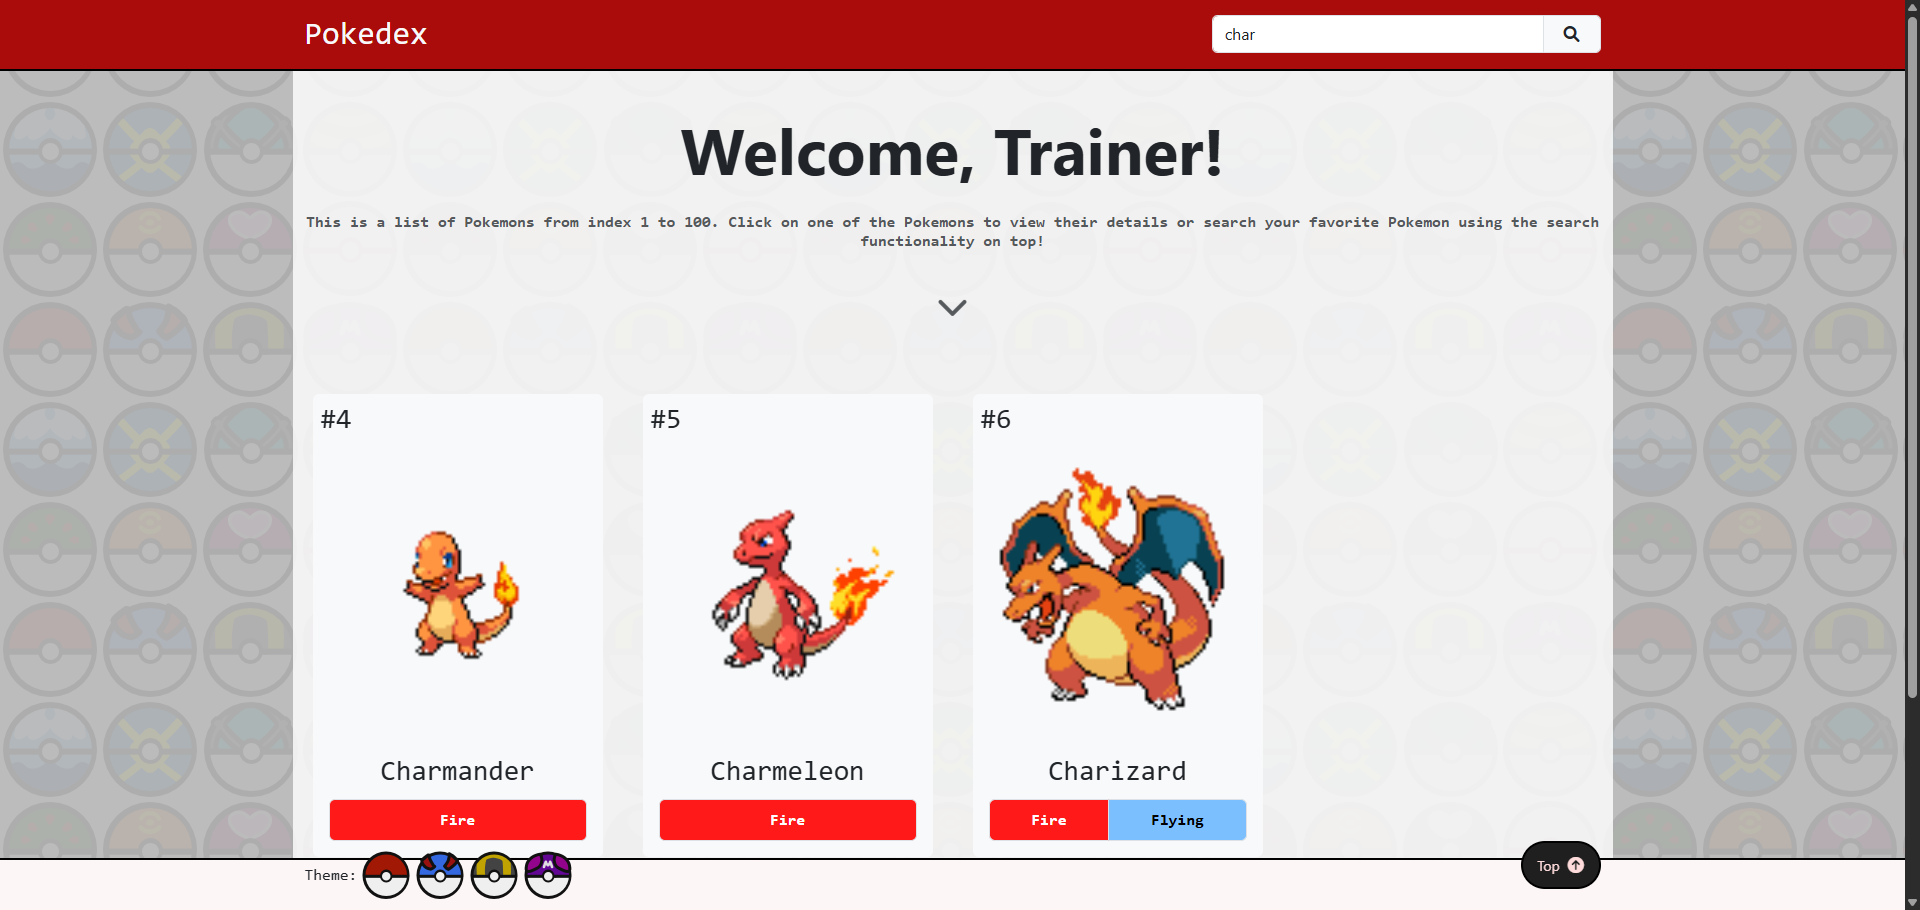 Pokedex
char
Welcome, Trainer!
This is a list of Pokemons from index 1 to 100. Click on one of the Pokemons to view their details or search your favorite Pokemon using the search
functionality on top!
#4
#5
#6
Charmander
Charmeleon
Charizard
Fire
Fire
Fire
Flying
Theme:
M
Top